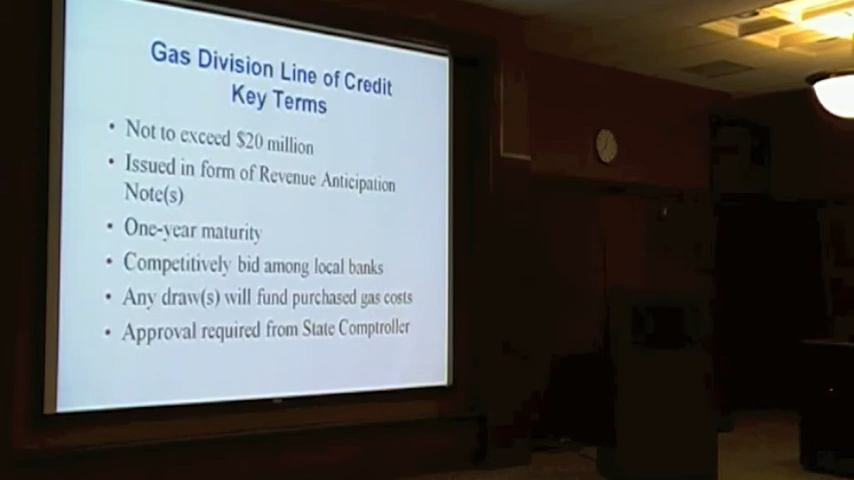 Gas Division Line of Credit
Key Terms
• Not to exceed $20 million
• Issued in form of Revenue Anticipation
Note(s)
• One-year maturity
• Competitively bid among local banks
• Any draw(s) will fund purchased gas costs
• Approval required from State Comptroller